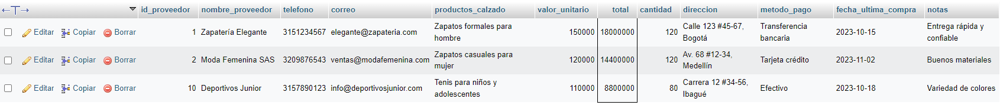 id_proveedor nombre_proveedor telefono correo productos_calzado valor_unitario total cantidad direccion metodo_pago fecha_ultima_compra notas
Editar Copiar Borrar 1 Zapatería Elegante 3151234567 elegante@zapateria.com Zapatos formales para hombre 150000 18000000 120 Calle 123 #45-67, Bogotá Transferencia bancaria 2023-10-15 Entrega rápida y confiable
Editar Copiar Borrar 2 Moda Femenina SAS 3209876543 ventas@modafemenina.com Zapatos casuales para mujer 120000 14400000 120 Av. 68 #12-34, Medellín Tarjeta crédito 2023-11-02 Buenos materiales
Editar Copiar Borrar 10 Deportivos Junior 3157890123 info@deportivosjunior.com Tenis para niños y adolescentes 110000 8800000 80 Carrera 12 #34-56, Ibagué Efectivo 2023-10-18 Variedad de colores